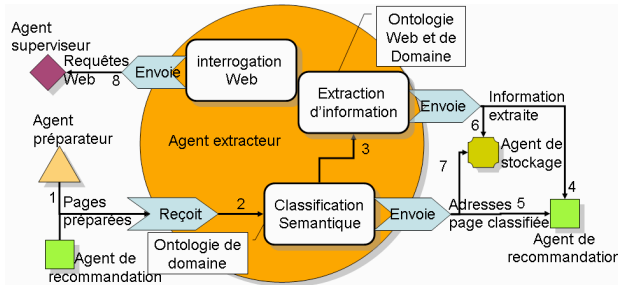 Agent
superviseur
Requêtes
Web
8
Envoie
interrogation
Web
Ontologie
Web et de
Domaine
Extraction
d'information
Envoie
Information
extraite
6
Agent de
stockage
Agent
préparateur
Agent extracteur
3
7
4
1
Pages
préparées
Reçoit
2
Classification
Semantique
Envoie
Adresses
page classifiée
5
Ontologie de
domaine
Agent de
recommandation
Agent de
recommandation